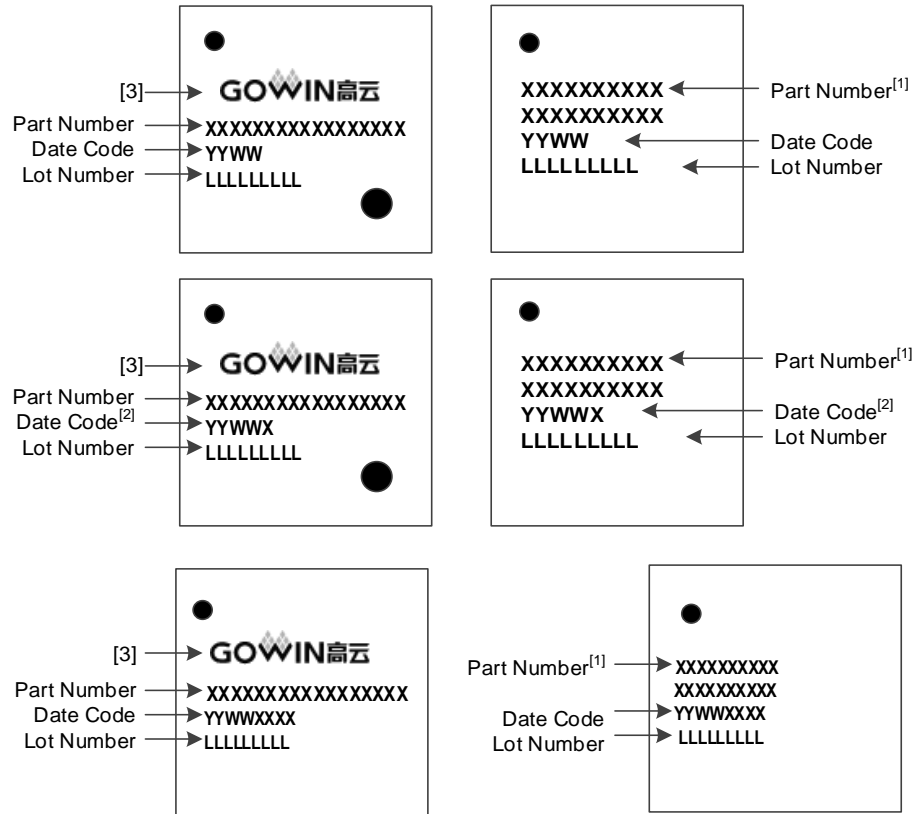 [3] GOWIN高云
Part Number XXXXXXXXXXXXXXXXX
Date Code YYWW
Lot Number LLLLLLLLL
XXXXXXXXXX Part Number[1]
XXXXXXXXXX
YYWW Date Code
LLLLLLLLL Lot Number
[3] GOWIN高云
Part Number XXXXXXXXXXXXXXXXX
Date Code[2] YYWWX
Lot Number LLLLLLLLL
XXXXXXXXXX Part Number[1]
XXXXXXXXXX
YYWWX Date Code[2]
LLLLLLLLL Lot Number
[3] GOWIN高云
Part Number XXXXXXXXXXXXXXXXX
Date Code YYWWXXXX
Lot Number LLLLLLLLL
Part Number[1] XXXXXXXXXX
XXXXXXXXXX
Date Code YYWWXXXX
Lot Number LLLLLLLLL